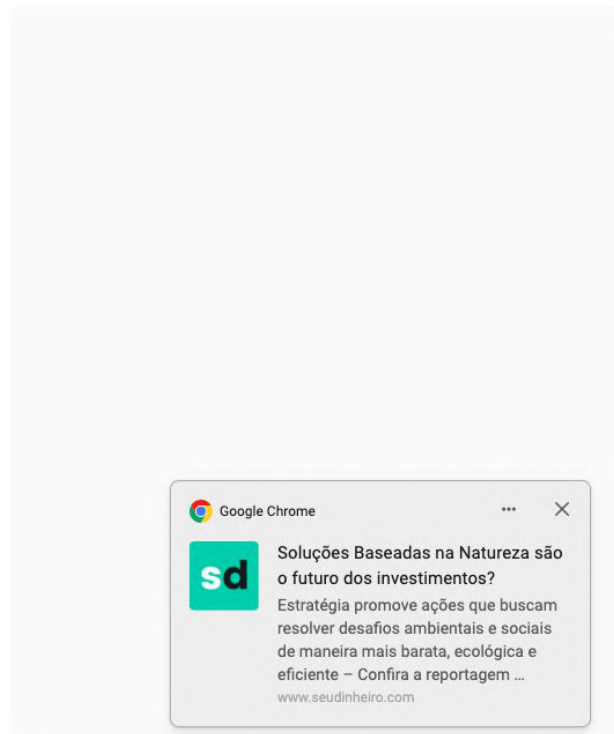 Google Chrome
sd
Soluções Baseadas na Natureza são
o futuro dos investimentos?
Estratégia promove ações que buscam
resolver desafios ambientais e sociais
de maneira mais barata, ecológica e
eficiente – Confira a reportagem ...
www.seudinheiro.com